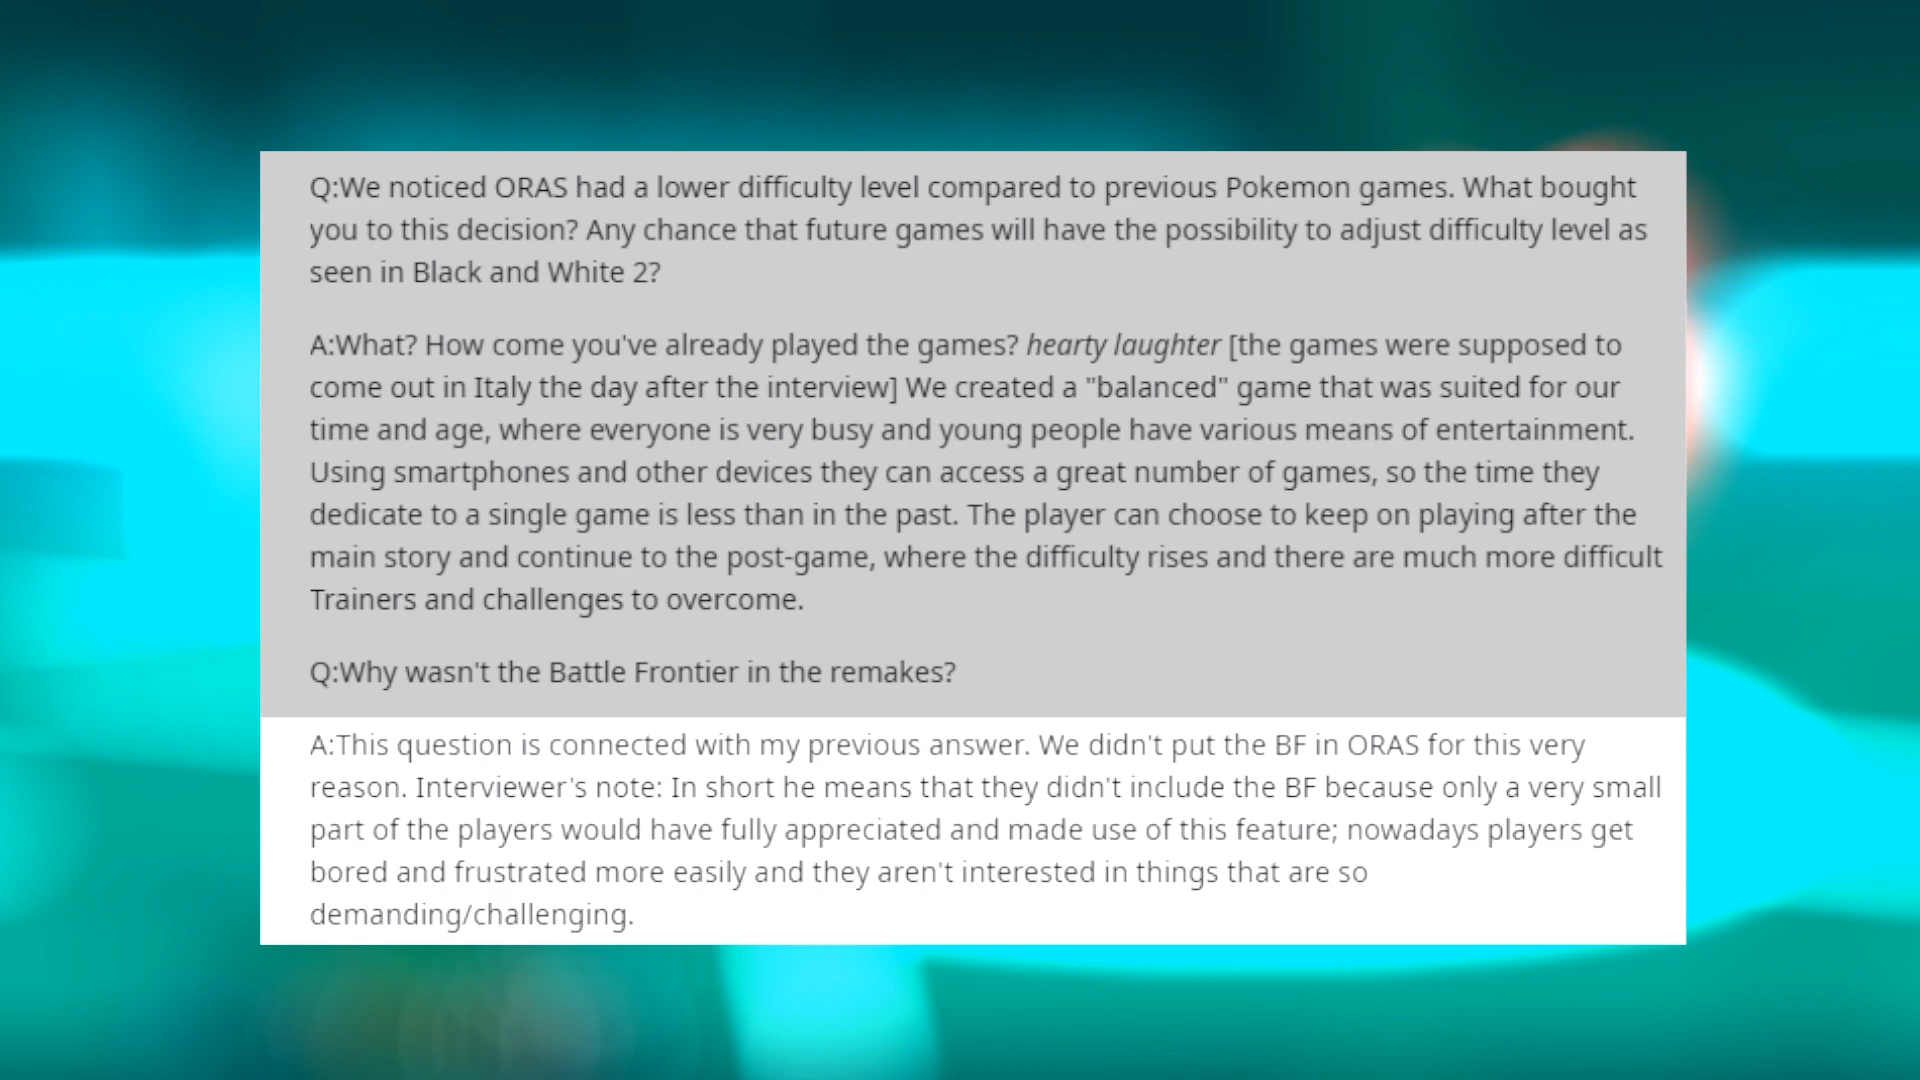 Q:We noticed ORAS had a lower difficulty level compared to previous Pokemon games. What bought
you to this decision? Any chance that future games will have the possibility to adjust difficulty level as
seen in Black and White 2?
A:What? How come you've already played the games? hearty laughter [the games were supposed to
come out in Italy the day after the interview] We created a "balanced" game that was suited for our
time and age, where everyone is very busy and young people have various means of entertainment.
Using smartphones and other devices they can access a great number of games, so the time they
dedicate to a single game is less than in the past. The player can choose to keep on playing after the
main story and continue to the post-game, where the difficulty rises and there are much more difficult
Trainers and challenges to overcome.
Q:Why wasn't the Battle Frontier in the remakes?
A:This question is connected with my previous answer. We didn't put the BF in ORAS for this very
reason. Interviewer's note: In short he means that they didn't include the BF because only a very small
part of the players would have fully appreciated and made use of this feature; nowadays players get
bored and frustrated more easily and they aren't interested in things that are so
demanding/challenging.